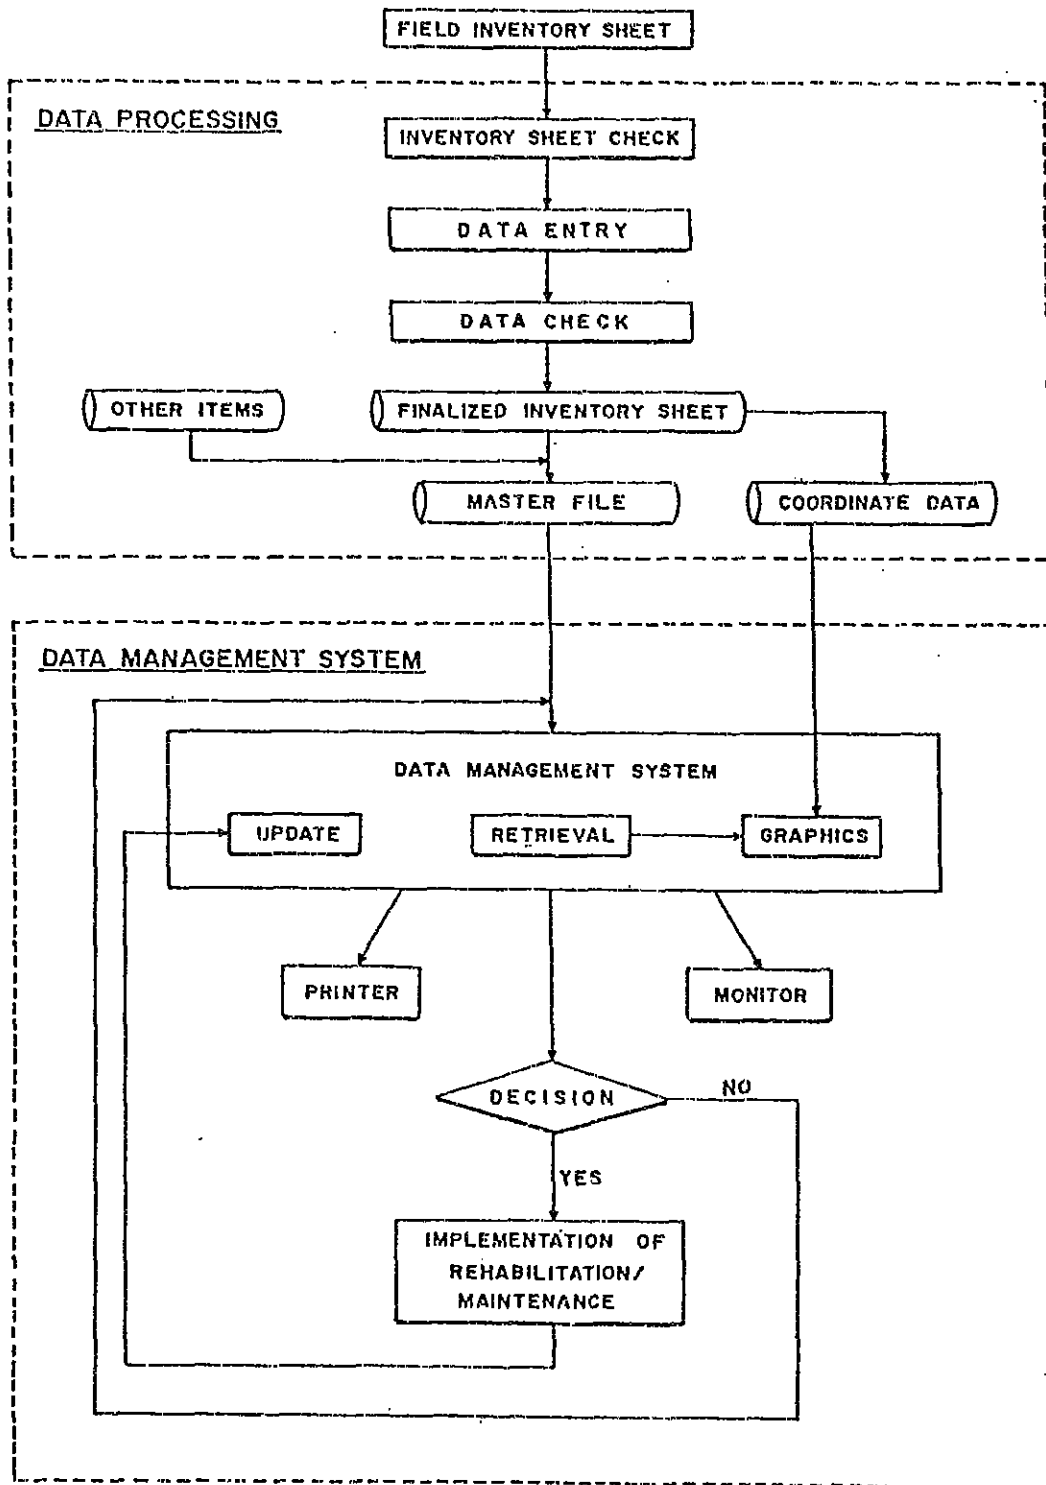 FIELD INVENTORY SHEET
DATA PROCESSING
INVENTORY SHEET CHECK
DATA ENTRY
DATA CHECK
OTHER ITEMS
FINALIZED INVENTORY SHEET
MASTER FILE
COORDINATE DATA
DATA MANAGEMENT SYSTEM
DATA MANAGEMENT SYSTEM
UPDATE
RETRIEVAL
GRAPHICS
PRINTER
MONITOR
DECISION
NO
YES
IMPLEMENTATION OF
REHABILITATION/
MAINTENANCE